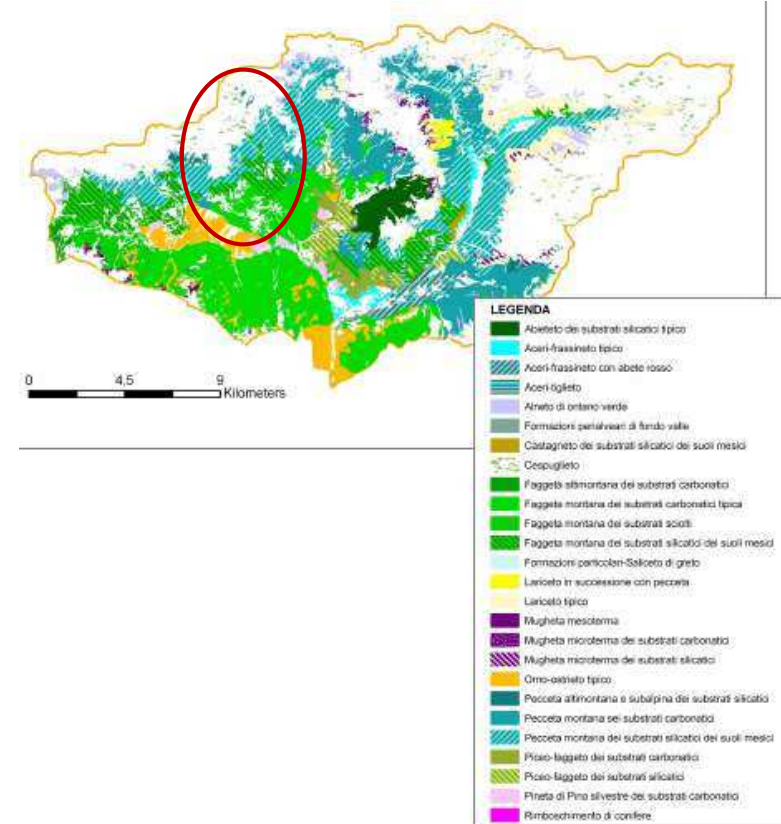 0 4,5 9
Kilometers
LEGENDA
Abieteto dei substrati silicatici tipico
Aceri-frassineto tipico
Aceri-frassineto con abete rosso
Aceri-tiglieto
Alneto di ontano verde
Formazioni perialveari di fondo valle
Castagneto dei substrati silicatici dei suoli mesici
Cespuglieto
Faggeta altimontana dei substrati carbonatici
Faggeta montana dei substrati carbonatici tipica
Faggeta montana dei substrati sciolti
Faggeta montana dei substrati silicatici dei suoli mesici
Formazioni particolari-Saliceto di greto
Lariceto in successione con pecceta
Lariceto tipico
Mugheta mesoterma
Mugheta microterma dei substrati carbonatici
Mugheta microterma dei substrati silicatici
Orno-ostrieto tipico
Pecceta altimontana e subalpina dei substrati silicatici
Pecceta montana sei substrati carbonatici
Pecceta montana dei substrati silicatici dei suoli mesici
Piceo-faggeto dei substrati carbonatici
Piceo-faggeto dei substrati silicatici
Pineta di Pino silvestre dei substrati carbonatici
Rimboschimento di conifere